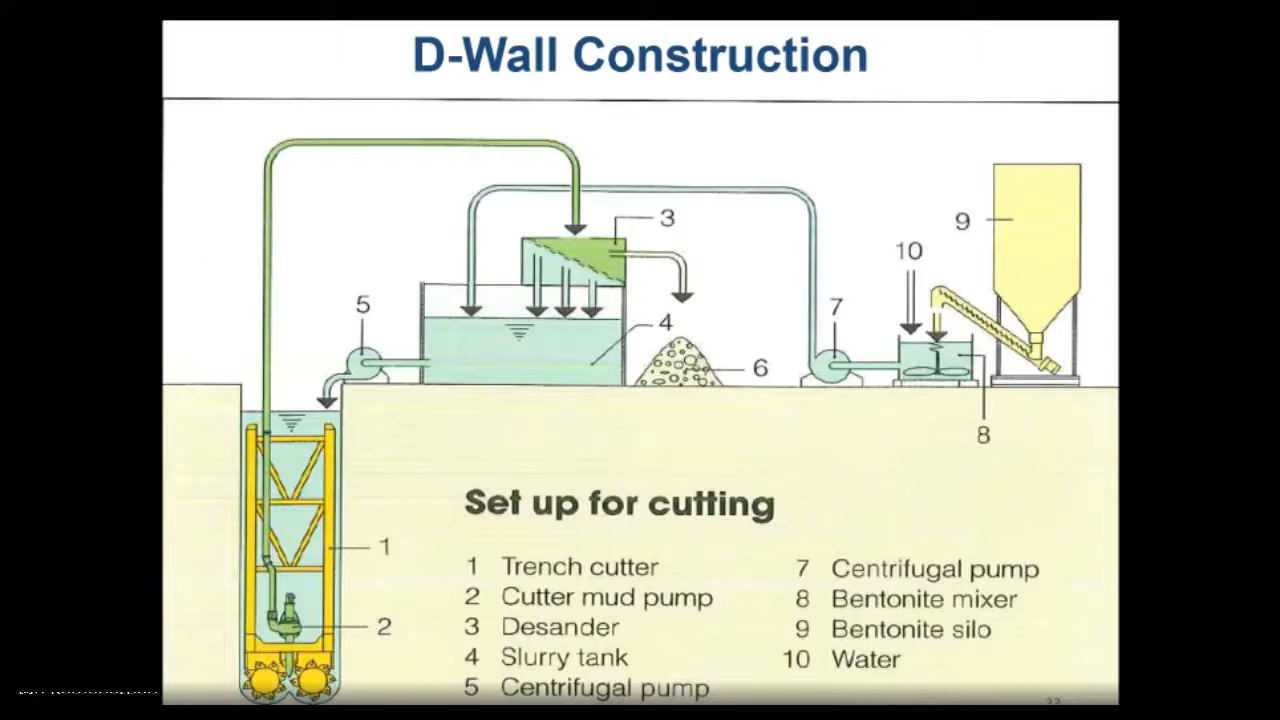 D-Wall Construction
3
9
10
5
7
4
6
8
1
2
Set up for cutting
1 Trench cutter
2 Cutter mud pump
3 Desander
4 Slurry tank
5 Centrifugal pump
7 Centrifugal pump
8 Bentonite mixer
9 Bentonite silo
10 Water